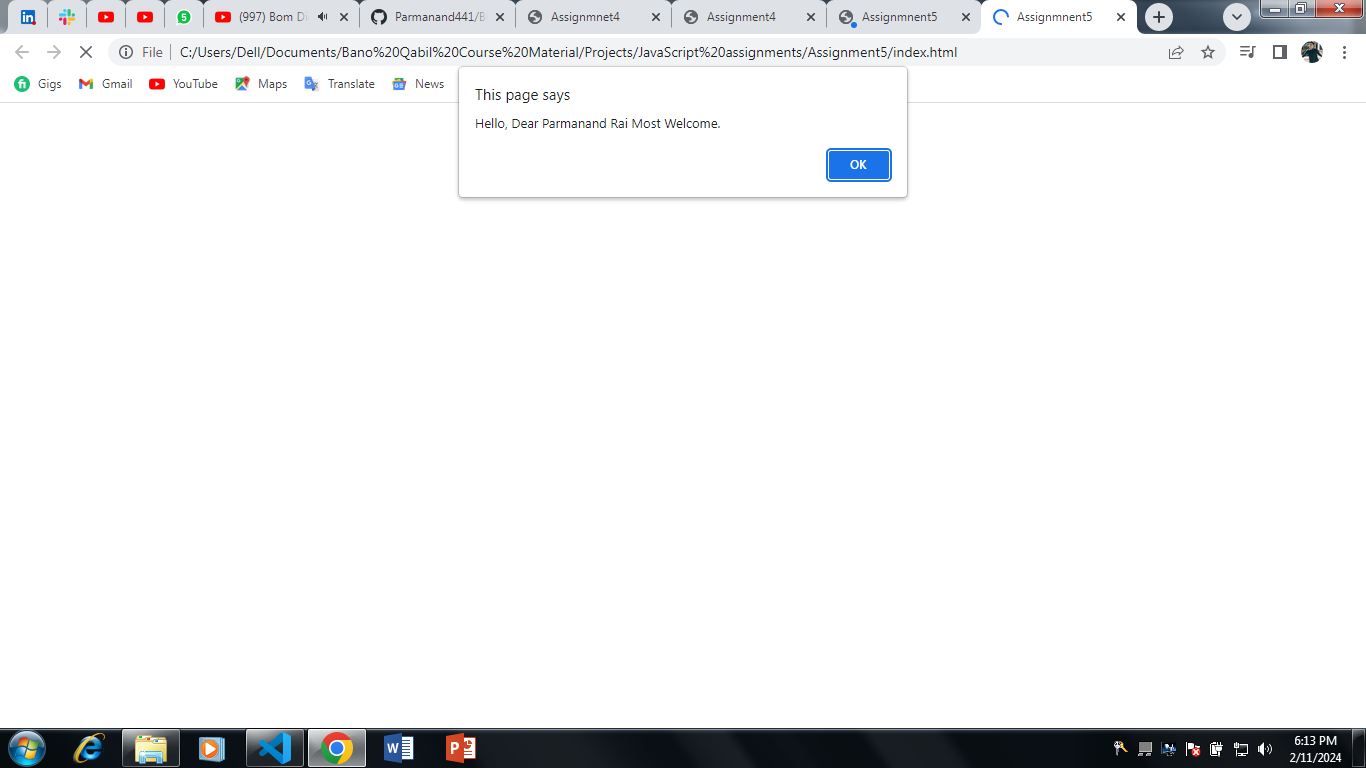 (997) Bom Di
Parmanand441/B
Assignmnet4
Assignment4
Assignmnent5
Assignmnent5
File
C:/Users/Dell/Documents/Bano%20Qabil%20Course%20Material/Projects/JavaScript%20assignments/Assignment5/index.html
Gigs
Gmail
YouTube
Maps
Translate
News
This page says
Hello, Dear Parmanand Rai Most Welcome.
OK
6:13 PM
2/11/2024